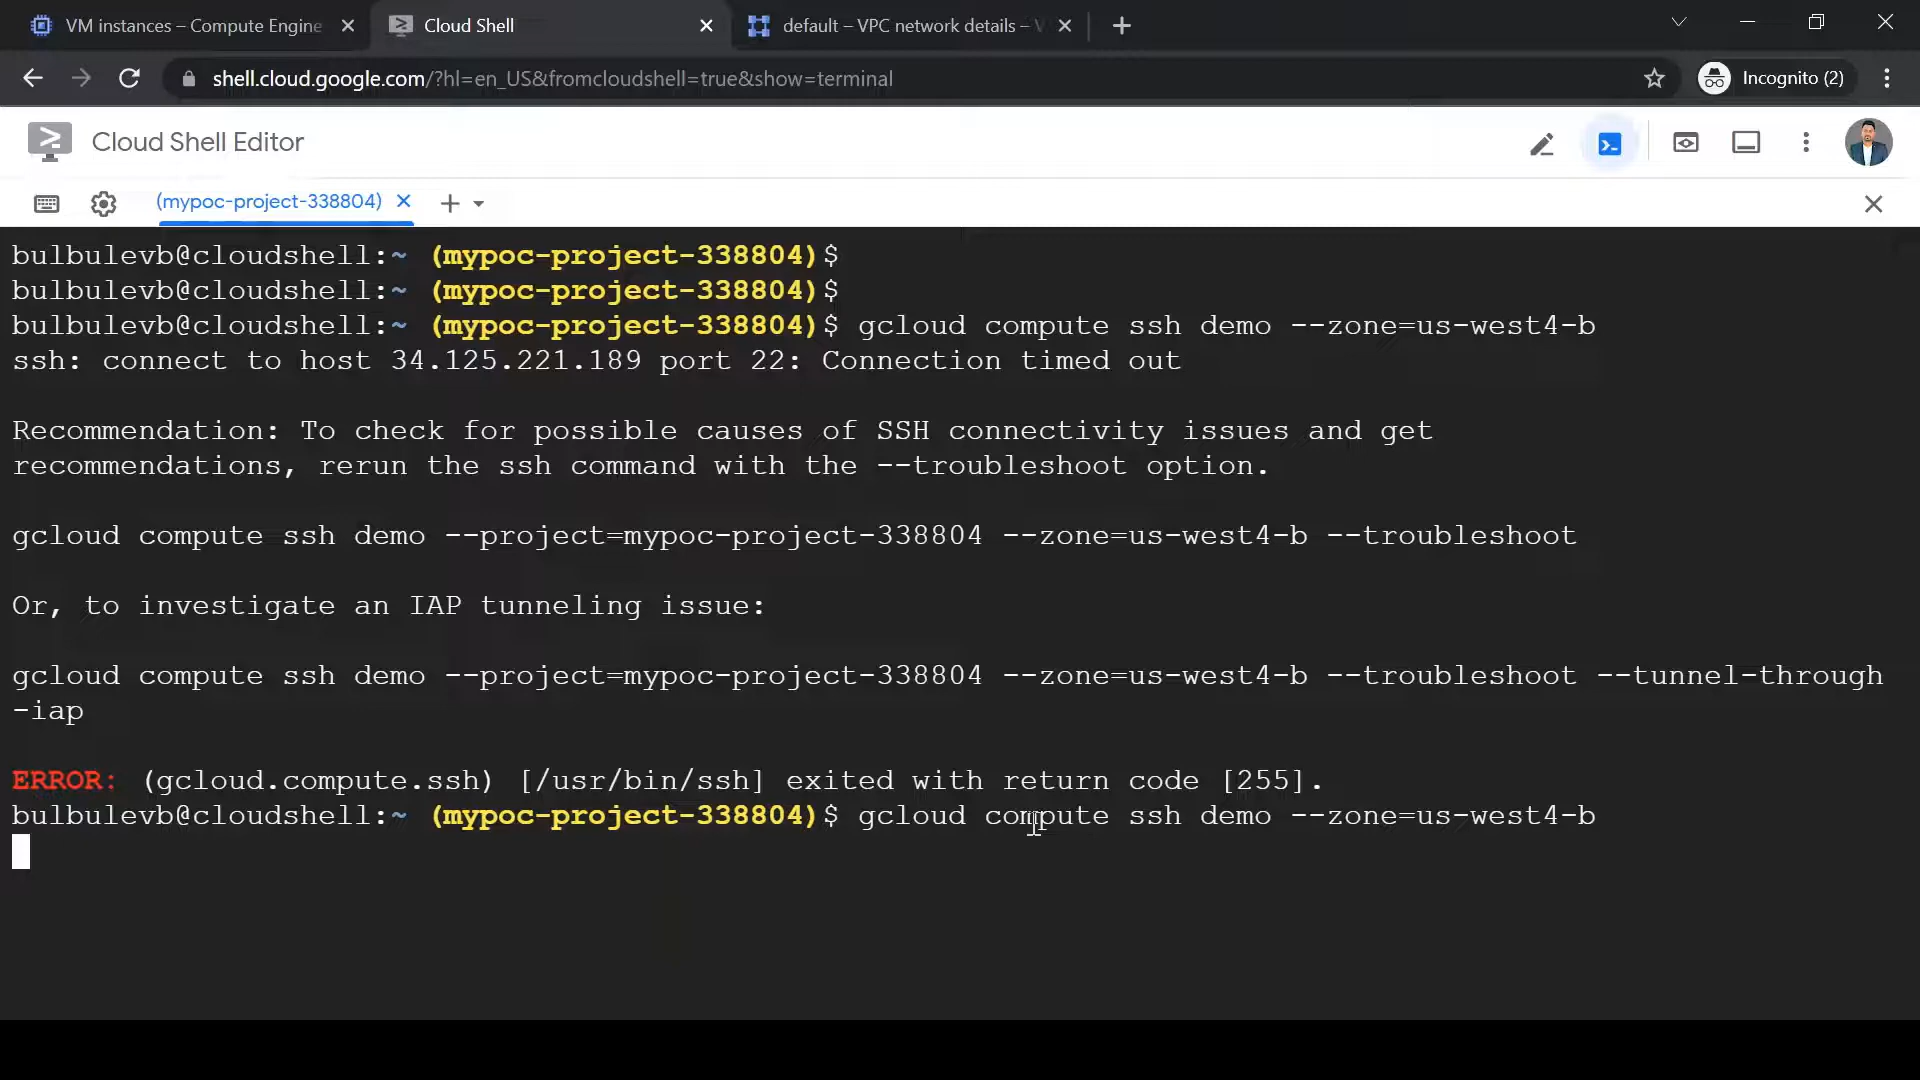 VM instances – Compute Engine
Cloud Shell
default – VPC network details – V
shell.cloud.google.com/?hl=en_US&fromcloudshell=true&show=terminal
Incognito (2)
Cloud Shell Editor
(mypoc-project-338804)
bulbulevb@cloudshell:~ (mypoc-project-338804)$
bulbulevb@cloudshell:~ (mypoc-project-338804)$
bulbulevb@cloudshell:~ (mypoc-project-338804)$ gcloud compute ssh demo --zone=us-west4-b
ssh: connect to host 34.125.221.189 port 22: Connection timed out
Recommendation: To check for possible causes of SSH connectivity issues and get
recommendations, rerun the ssh command with the --troubleshoot option.
gcloud compute ssh demo --project=mypoc-project-338804 --zone=us-west4-b --troubleshoot
Or, to investigate an IAP tunneling issue:
gcloud compute ssh demo --project=mypoc-project-338804 --zone=us-west4-b --troubleshoot --tunnel-through
-iap
ERROR: (gcloud.compute.ssh) [/usr/bin/ssh] exited with return code [255].
bulbulevb@cloudshell:~ (mypoc-project-338804)$ gcloud compute ssh demo --zone=us-west4-b